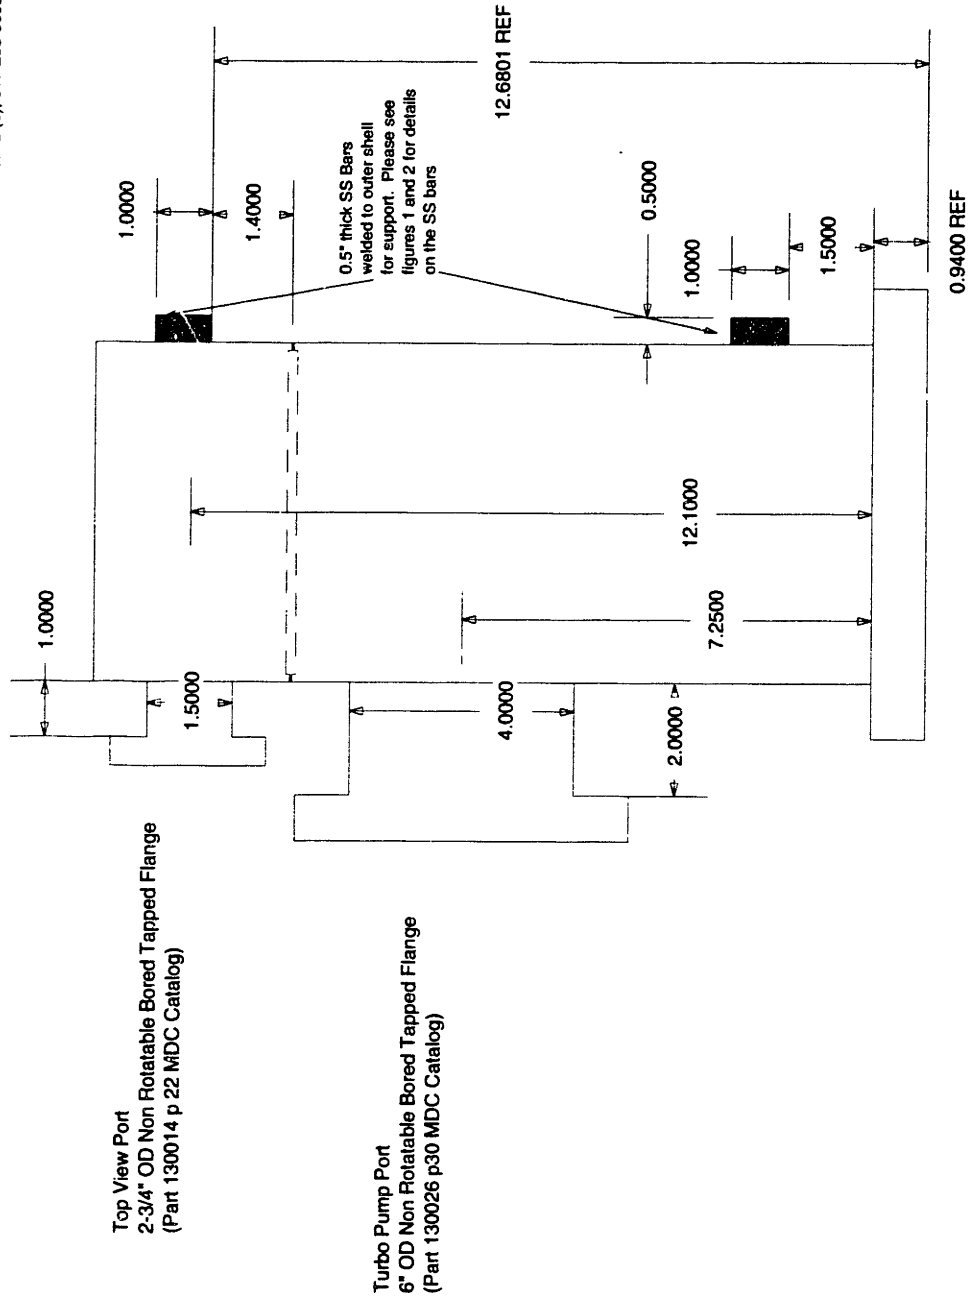 12.6801 REF
1.0000
1.4000
0.5" thick SS Bars
welded to outer shell
for support. Please see
figures 1 and 2 for details
on the SS bars
0.5000
1.0000
1.5000
0.9400 REF
12.1000
7.2500
1.0000
1.5000
4.0000
2.0000
Top View Port
2-3/4" OD Non Rotatable Bored Tapped Flange
(Part 130014 p 22 MDC Catalog)
Turbo Pump Port
6" OD Non Rotatable Bored Tapped Flange
(Part 130026 p30 MDC Catalog)